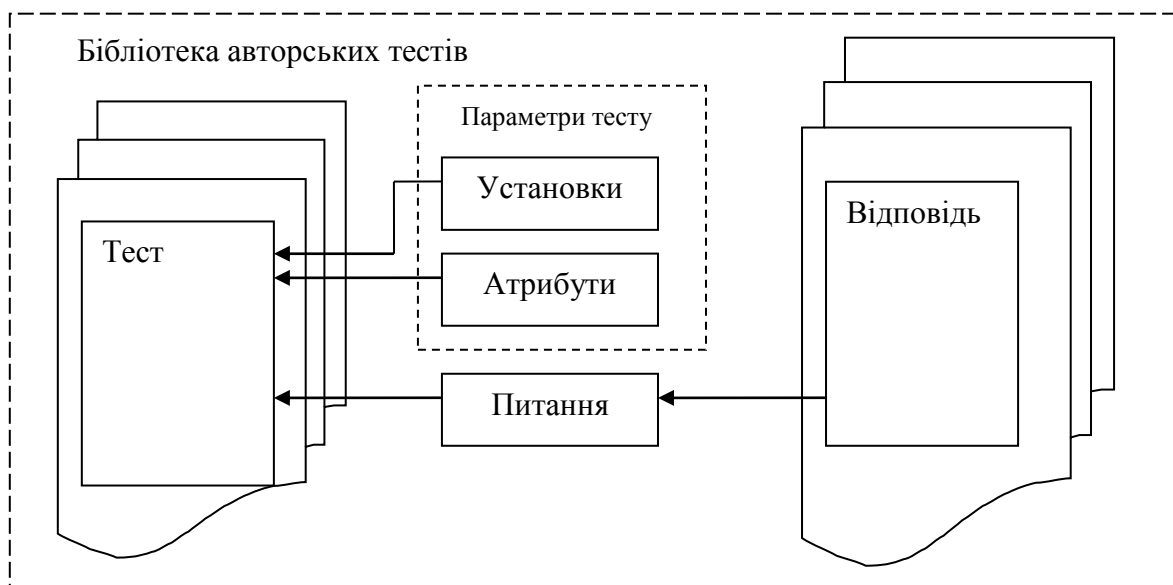 Бібліотека авторських тестів
Параметри тесту
Установки
Тест
Відповідь
Атрибути
Питання